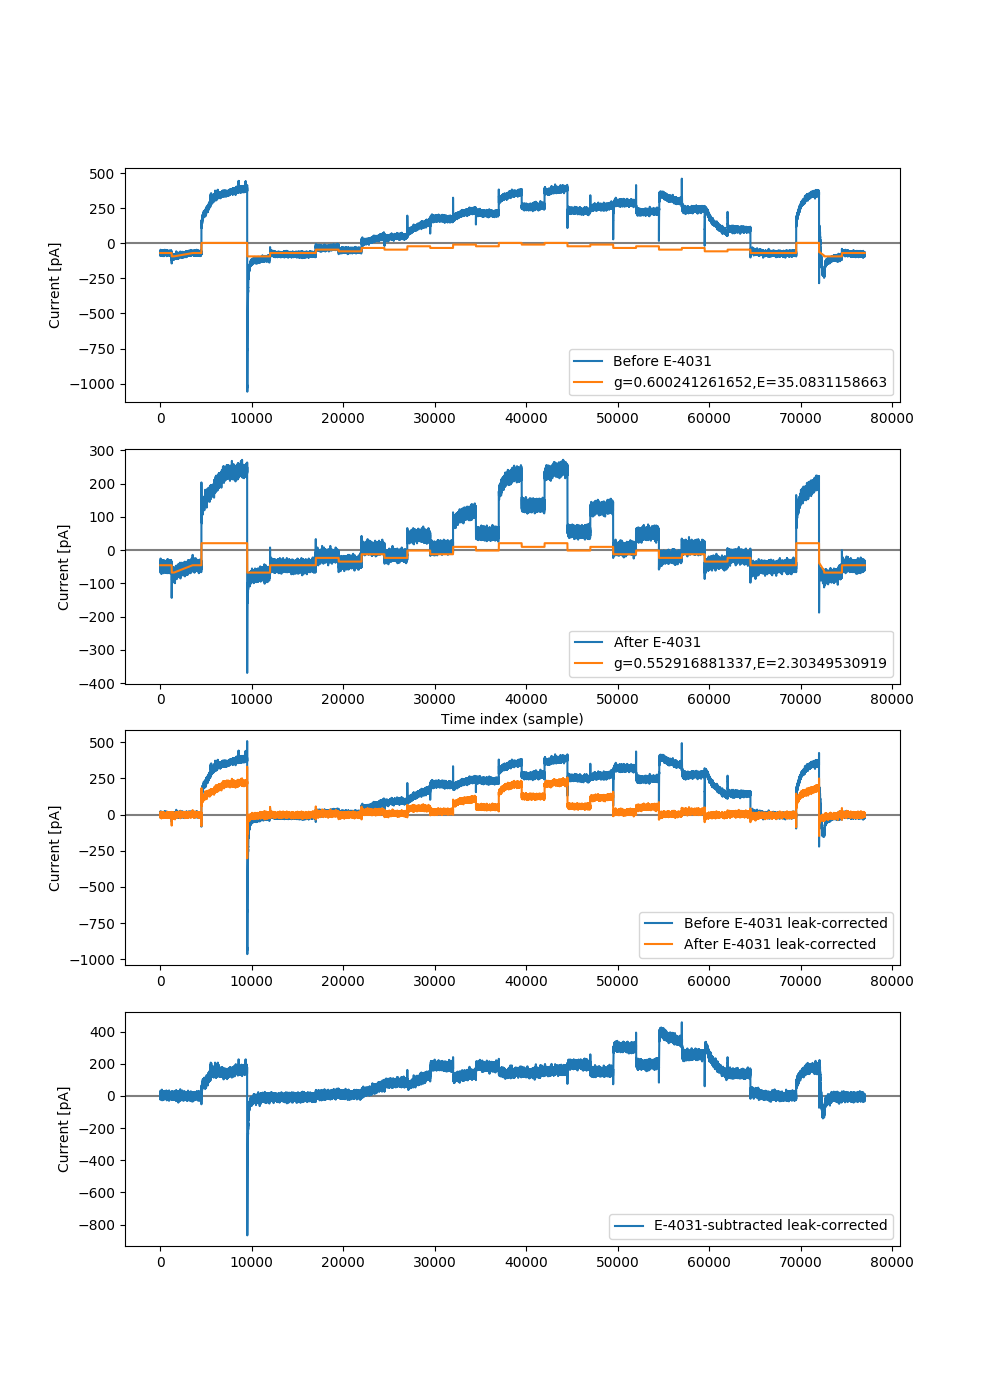 500
250
0
−250
−500
−750
−1000
Current [pA]
Before E-4031
g=0.600241261652,E=35.0831158663
0 10000 20000 30000 40000 50000 60000 70000 80000
300
200
100
0
−100
−200
−300
−400
Current [pA]
After E-4031
g=0.552916881337,E=2.30349530919
0 10000 20000 30000 40000 50000 60000 70000 80000
Time index (sample)
500
250
0
−250
−500
−750
−1000
Current [pA]
Before E-4031 leak-corrected
After E-4031 leak-corrected
0 10000 20000 30000 40000 50000 60000 70000 80000
400
200
0
−200
−400
−600
−800
Current [pA]
E-4031-subtracted leak-corrected
0 10000 20000 30000 40000 50000 60000 70000 80000